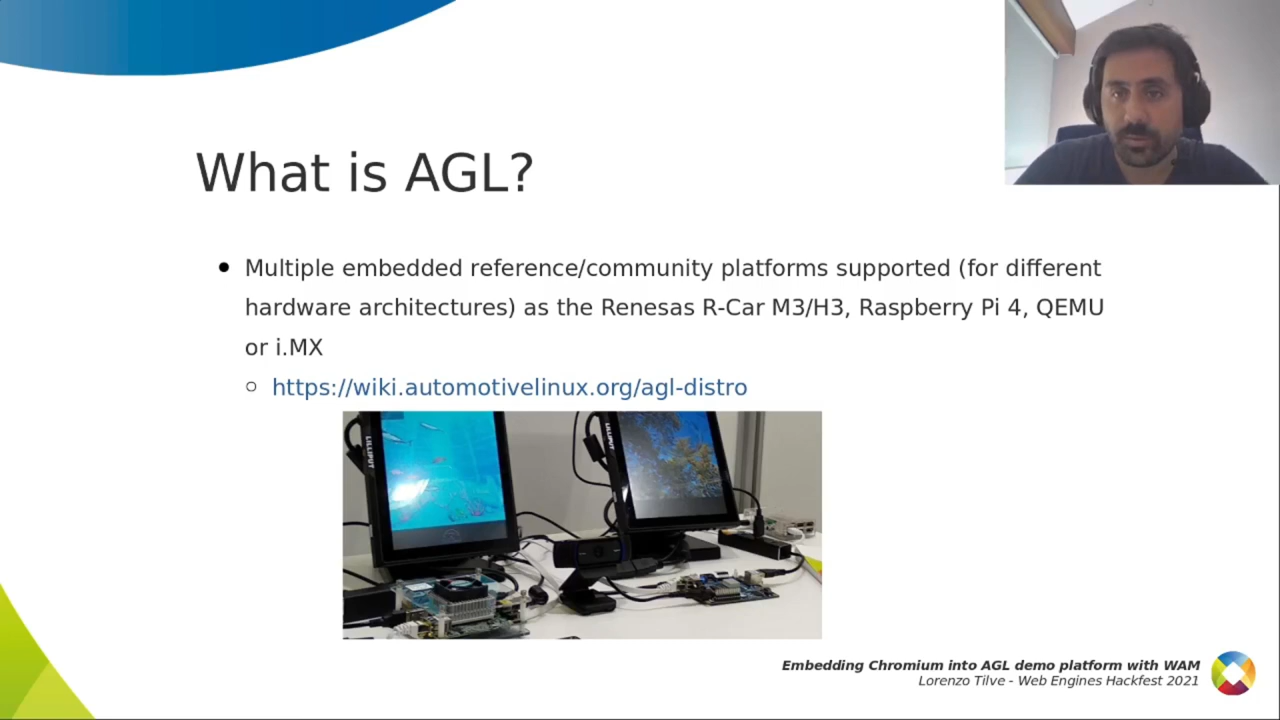 What is AGL?
Multiple embedded reference/community platforms supported (for different
hardware architectures) as the Renesas R-Car M3/H3, Raspberry Pi 4, QEMU
or i.MX
https://wiki.automotivelinux.org/agl-distro
LILLIPUT
LILLIPUT
Embedding Chromium into AGL demo platform with WAM
Lorenzo Tilve - Web Engines Hackfest 2021